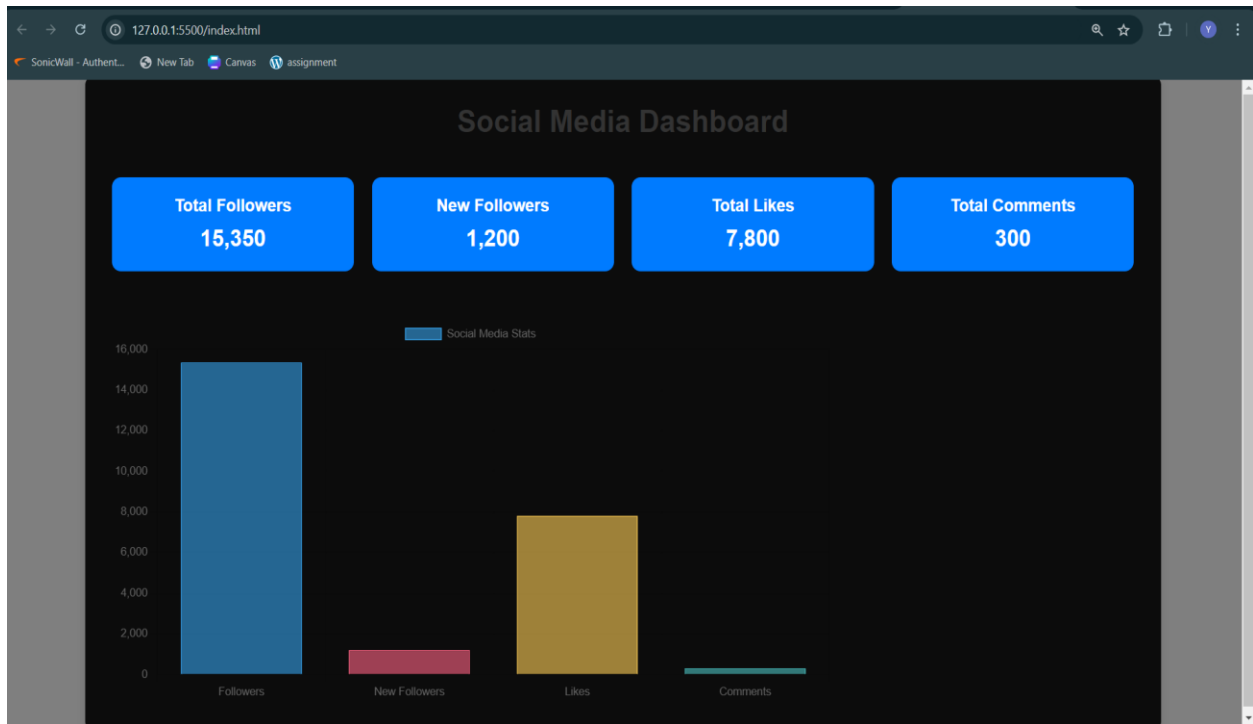 127.0.0.1:5500/index.html
SonicWall - Authent... New Tab Canvas assignment
Y
Social Media Dashboard
Total Followers
15,350
New Followers
1,200
Total Likes
7,800
Total Comments
300
Social Media Stats
16,000
14,000
12,000
10,000
8,000
6,000
4,000
2,000
0
Followers New Followers Likes Comments